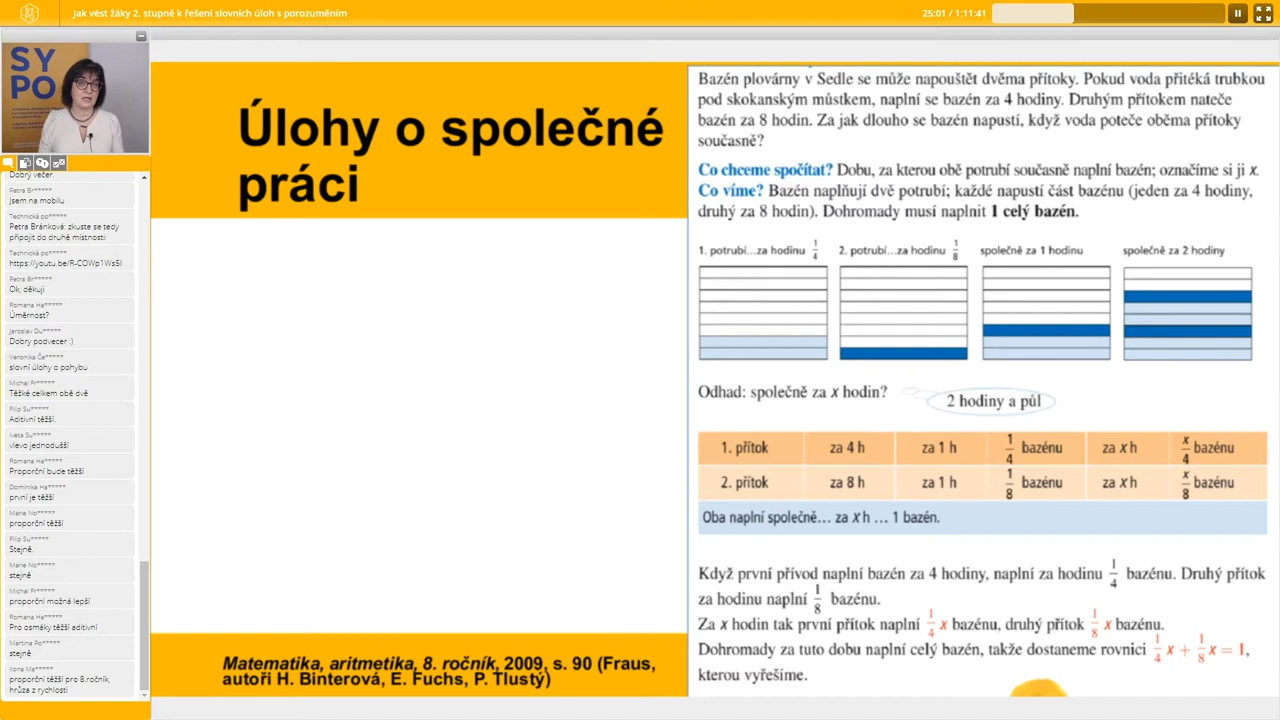 Jak vést žáky 2. stupně k řešení slovních úloh s porozuměním
25:01 / 1:11:41
SY
PO
Dobrý večer.
Petra Br*****
Jsem na mobilu
Technická po*****
Petra Bránková: zkuste se tedy
připojit do druhé místnosti:
Technická po*****
https://youtu.be/R-COWp1Ws5I
Petra Br*****
Ok, děkuji
Romana Ha*****
Úměrnost?
Jaroslav Du*****
Dobry podvecer :)
Veronika Če*****
slovní úlohy o pohybu
Michal Fr*****
Těžké celkem obě dvě
Filip Su*****
Aditivní těžší.
Iveta Su*****
vlevo jednodušší
Romana Ha*****
Proporční bude těžší
Dominika Ha*****
první je těžší
Marie No*****
proporční těžší
Filip Su*****
Stejně.
Marie No*****
stejně
Michal Fr*****
proporční možná lepší
Romana Ha*****
Pro osmáky těžší aditivní
Martina Po*****
stejně
Ilona Ma*****
proporční těžší pro 8.ročník,
hrůza z rychlosti
Úlohy o společné
práci
Matematika, aritmetika, 8. ročník, 2009, s. 90 (Fraus,
autoři H. Binterová, E. Fuchs, P. Tlustý)
Bazén plovárny v Sedle se může napouštět dvěma přítoky. Pokud voda přitéká trubkou
pod skokanským můstkem, naplní se bazén za 4 hodiny. Druhým přítokem nateče
bazén za 8 hodin. Za jak dlouho se bazén napustí, když voda poteče oběma přítoky
současně?
Co chceme spočítat? Dobu, za kterou obě potrubí současně naplní bazén; označíme si ji x.
Co víme? Bazén naplňují dvě potrubí; každé napustí část bazénu (jeden za 4 hodiny,
druhý za 8 hodin). Dohromady musí naplnit 1 celý bazén.
1. potrubí...za hodinu 1/4 2. potrubí...za hodinu 1/8 společně za 1 hodinu společně za 2 hodiny
Odhad: společně za x hodin? 2 hodiny a půl
1. přítok za 4 h za 1 h 1/4 bazénu za x h x/4 bazénu
2. přítok za 8 h za 1 h 1/8 bazénu za x h x/8 bazénu
Oba naplní společně... za x h ... 1 bazén.
Když první přívod naplní bazén za 4 hodiny, naplní za hodinu 1/4 bazénu. Druhý přítok
za hodinu naplní 1/8 bazénu.
Za x hodin tak první přítok naplní 1/4 x bazénu, druhý přítok 1/8 x bazénu.
Dohromady za tuto dobu naplní celý bazén, takže dostaneme rovnici 1/4 x + 1/8 x = 1,
kterou vyřešíme.